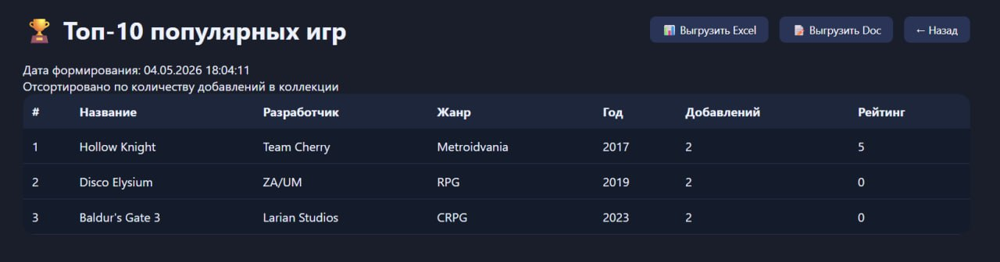 Топ-10 популярных игр
Выгрузить Excel
Выгрузить Doc
← Назад
Дата формирования: 04.05.2026 18:04:11
Отсортировано по количеству добавлений в коллекции
# Название Разработчик Жанр Год Добавлений Рейтинг
1 Hollow Knight Team Cherry Metroidvania 2017 2 5
2 Disco Elysium ZA/UM RPG 2019 2 0
3 Baldur's Gate 3 Larian Studios CRPG 2023 2 0